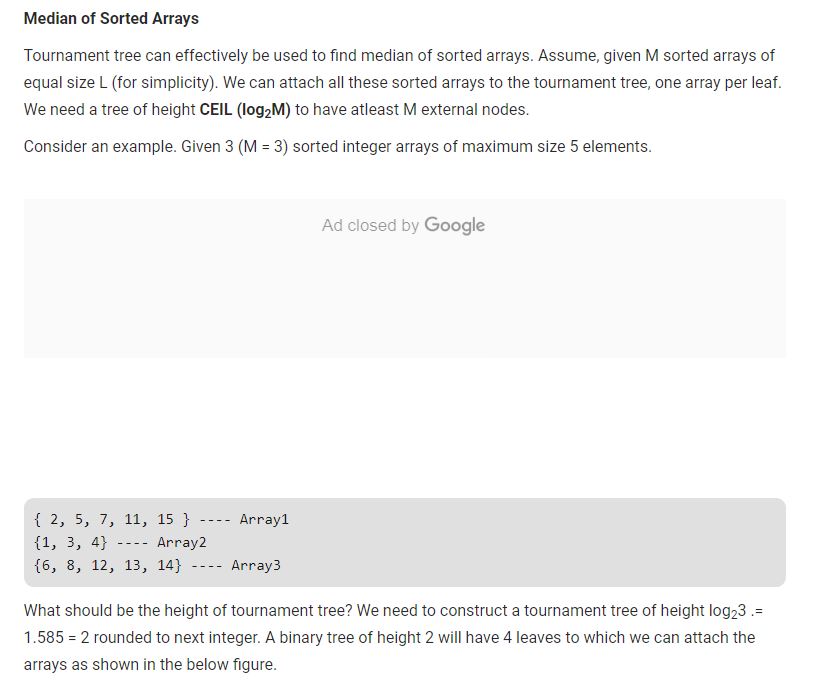 Median of Sorted Arrays
Tournament tree can effectively be used to find median of sorted arrays. Assume, given M sorted arrays of
equal size L (for simplicity). We can attach all these sorted arrays to the tournament tree, one array per leaf.
We need a tree of height CEIL (log₂M) to have atleast M external nodes.
Consider an example. Given 3 (M = 3) sorted integer arrays of maximum size 5 elements.
Ad closed by Google
{ 2, 5, 7, 11, 15 } ---- Array1
{1, 3, 4} ---- Array2
{6, 8, 12, 13, 14} ---- Array3
What should be the height of tournament tree? We need to construct a tournament tree of height log₂3 .=
1.585 = 2 rounded to next integer. A binary tree of height 2 will have 4 leaves to which we can attach the
arrays as shown in the below figure.